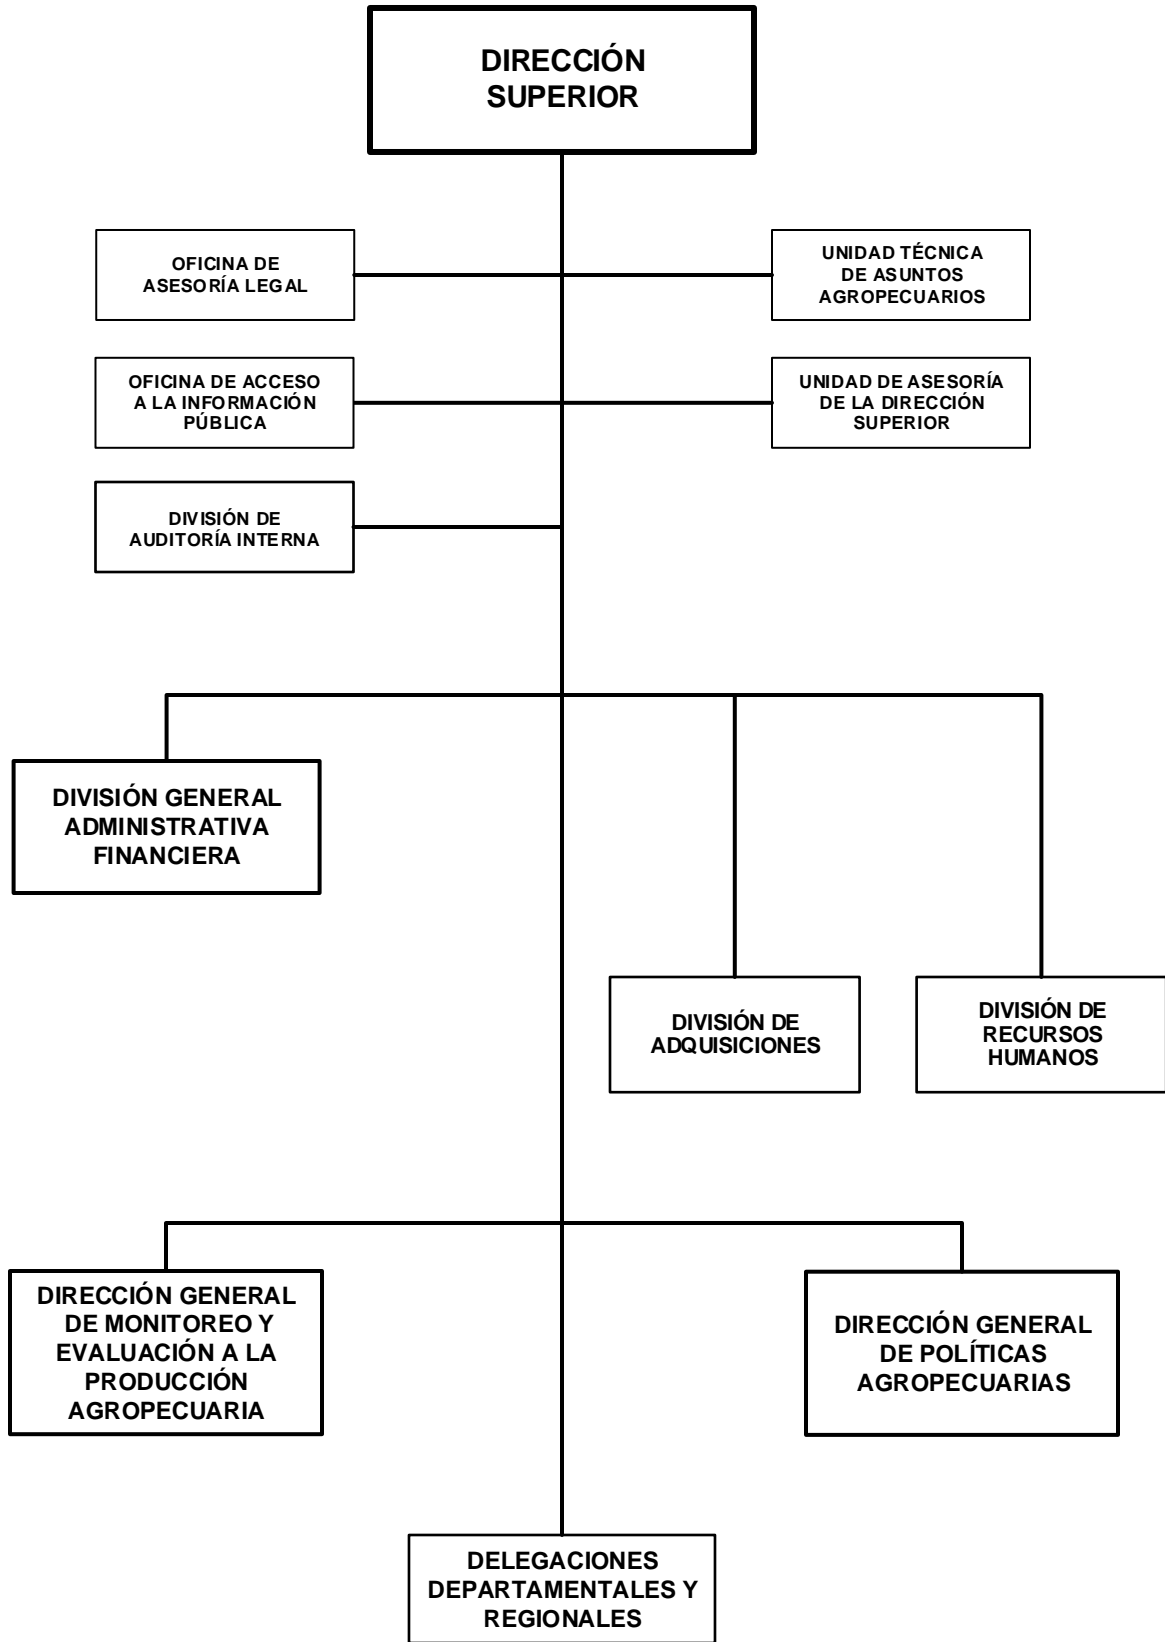 DIRECCIÓN
SUPERIOR
OFICINA DE
ASESORÍA LEGAL
UNIDAD TÉCNICA
DE ASUNTOS
AGROPECUARIOS
OFICINA DE ACCESO
A LA INFORMACIÓN
PÚBLICA
UNIDAD DE ASESORÍA
DE LA DIRECCIÓN
SUPERIOR
DIVISIÓN DE
AUDITORÍA INTERNA
DIVISIÓN GENERAL
ADMINISTRATIVA
FINANCIERA
DIVISIÓN DE
ADQUISICIONES
DIVISIÓN DE
RECURSOS
HUMANOS
DIRECCIÓN GENERAL
DE MONITOREO Y
EVALUACIÓN A LA
PRODUCCIÓN
AGROPECUARIA
DIRECCIÓN GENERAL
DE POLÍTICAS
AGROPECUARIAS
DELEGACIONES
DEPARTAMENTALES Y
REGIONALES